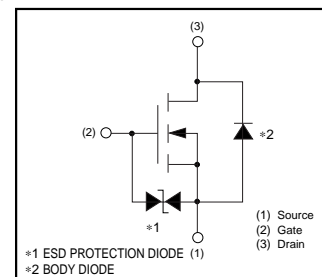 (3)
(2)
∗2
∗1
(1)
(1) Source
(2) Gate
(3) Drain
∗1 ESD PROTECTION DIODE
∗2 BODY DIODE